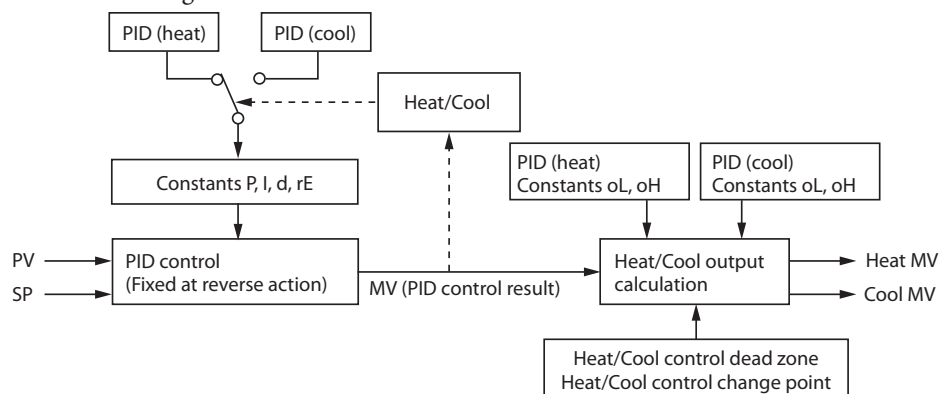 PID (heat)
PID (cool)
Heat/Cool
Constants P, I, d, rE
PID (heat)
Constants oL, oH
PID (cool)
Constants oL, oH
PV
SP
PID control
(Fixed at reverse action)
MV (PID control result)
Heat/Cool output
calculation
Heat MV
Cool MV
Heat/Cool control dead zone
Heat/Cool control change point